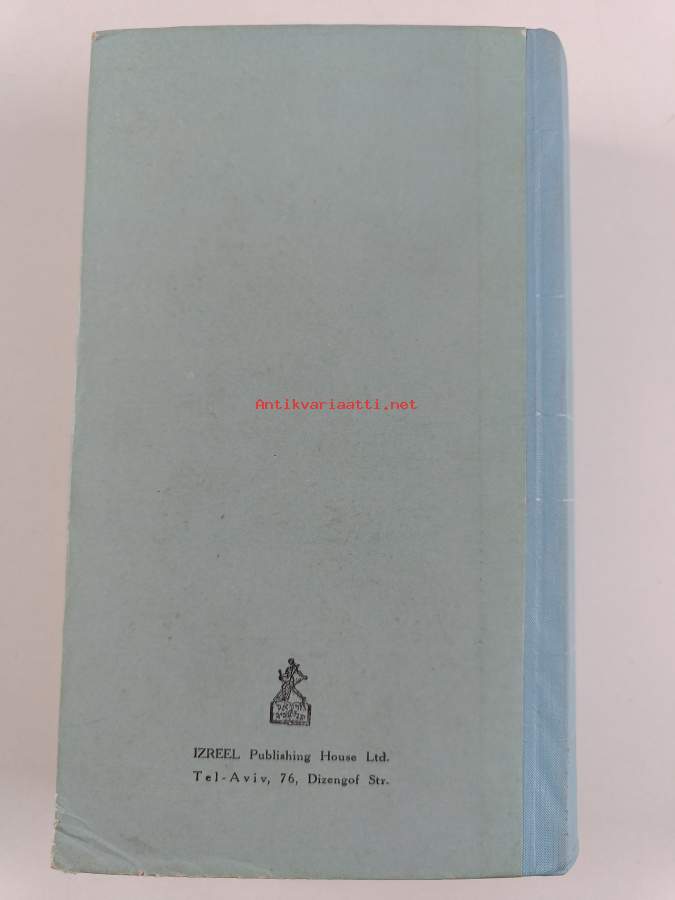 Antikvariaatti.net
IZREEL Publishing House Ltd.
Tel-Aviv, 76, Dizengof Str.